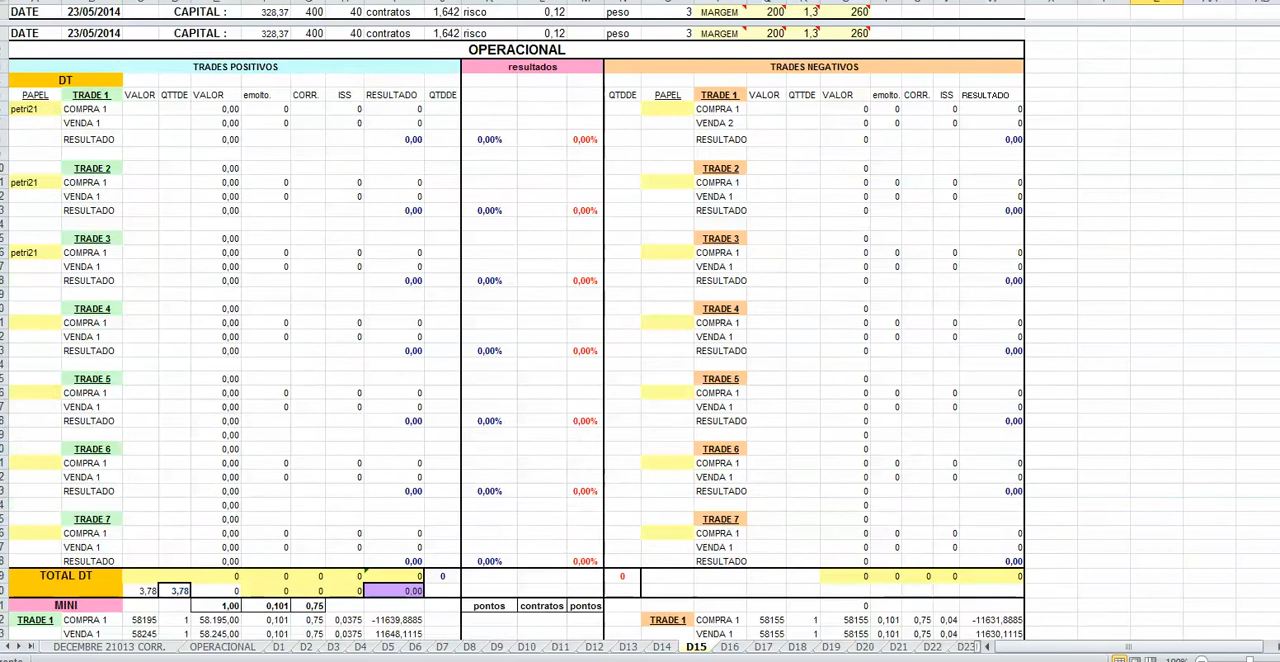 DATE 23/05/2014 CAPITAL : 328,37 400 40 contratos 1,642 risco 0,12 peso 3 MARGEM 200 1,3 260
DATE 23/05/2014 CAPITAL : 328,37 400 40 contratos 1,642 risco 0,12 peso 3 MARGEM 200 1,3 260
OPERACIONAL
TRADES POSITIVOS resultados TRADES NEGATIVOS
DT
PAPEL TRADE 1 VALOR QTTDE VALOR emolto. CORR. ISS RESULTADO QTDDE QTDDE PAPEL TRADE 1 VALOR QTTDE VALOR emolto. CORR. ISS RESULTADO
petri21 COMPRA 1 0,00 0 0 0 COMPRA 1 0 0 0 0
VENDA 1 0,00 0 0 0 VENDA 2 0 0 0 0
RESULTADO 0,00 0,00 0,00% 0,00% RESULTADO 0 0,00
TRADE 2 0,00 TRADE 2 0
petri21 COMPRA 1 0,00 0 0 0 COMPRA 1 0 0 0 0
VENDA 1 0,00 0 0 0 VENDA 1 0 0 0 0
RESULTADO 0,00 0,00 0,00% 0,00% RESULTADO 0 0,00
TRADE 3 0,00 TRADE 3 0
petri21 COMPRA 1 0,00 0 0 0 COMPRA 1 0 0 0 0
VENDA 1 0,00 0 0 0 VENDA 1 0 0 0 0
RESULTADO 0,00 0,00 0,00% 0,00% RESULTADO 0 0,00
TRADE 4 0,00 TRADE 4 0
COMPRA 1 0,00 0 0 0 COMPRA 1 0 0 0 0
VENDA 1 0,00 0 0 0 VENDA 1 0 0 0 0
RESULTADO 0,00 0,00 0,00% 0,00% RESULTADO 0 0,00
TRADE 5 0,00 TRADE 5 0
COMPRA 1 0,00 0 0 0 COMPRA 1 0 0 0 0
VENDA 1 0,00 0 0 0 VENDA 1 0 0 0 0
RESULTADO 0,00 0,00 0,00% 0,00% RESULTADO 0 0,00
0,00 0
TRADE 6 0,00 TRADE 6 0
COMPRA 1 0,00 0 0 0 COMPRA 1 0 0 0 0
VENDA 1 0,00 0 0 0 VENDA 1 0 0 0 0
RESULTADO 0,00 0,00 0,00% 0,00% RESULTADO 0 0,00
0,00 0
TRADE 7 0,00 TRADE 7 0
COMPRA 1 0,00 0 0 0 COMPRA 1 0 0 0 0
VENDA 1 0,00 0 0 0 VENDA 1 0 0 0 0
RESULTADO 0,00 0,00 0,00% 0,00% RESULTADO 0 0,00
TOTAL DT 0 0 0 0 0 0 0 0 0 0 0 0
3,78 3,78 0 0 0 0 0,00
MINI 1,00 0,101 0,75 pontos contratos pontos 0
TRADE 1 COMPRA 1 58195 1 58.195,00 0,101 0,75 0,0375 -11639,8885 TRADE 1 COMPRA 1 58155 1 58155 0,101 0,75 0,04 -11631,8885
VENDA 1 58245 1 58.245,00 0,101 0,75 0,0375 11648,1115 VENDA 1 58155 1 58155 0,101 0,75 0,04 11630,1115
DECEMBRE 21013 CORR. OPERACIONAL D1 D2 D3 D4 D5 D6 D7 D8 D9 D10 D11 D12 D13 D14 D15 D16 D17 D18 D19 D20 D21 D22 D23